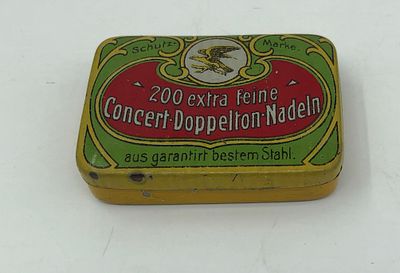 Schutz- Marke.
200 extra feine
Concert-Doppelton-Nadeln
aus garantirt bestem Stahl.